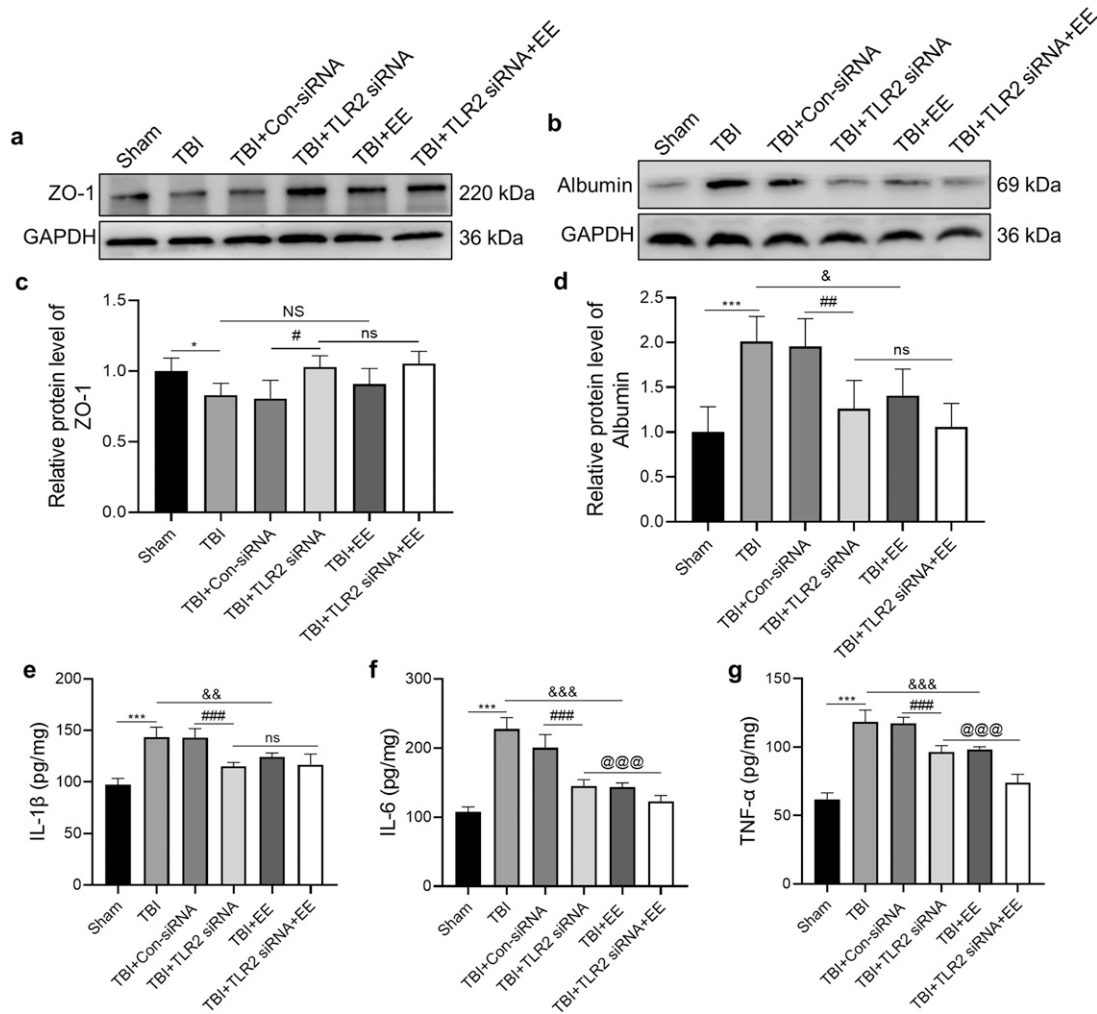 a
Sham
TBI
TBI+Con-siRNA
TBI+TLR2 siRNA
TBI+EE
TBI+TLR2 siRNA+EE
ZO-1
220 kDa
GAPDH
36 kDa
b
Sham
TBI
TBI+Con-siRNA
TBI+TLR2 siRNA
TBI+EE
TBI+TLR2 siRNA+EE
Albumin
69 kDa
GAPDH
36 kDa
c
Relative protein level of
ZO-1
1.5
1.0
0.5
0.0
NS
*
#
ns
Sham
TBI
TBI+Con-siRNA
TBI+TLR2 siRNA
TBI+EE
TBI+TLR2 siRNA+EE
d
Relative protein level of
Albumin
2.5
2.0
1.5
1.0
0.5
0.0
&
***
##
ns
Sham
TBI
TBI+Con-siRNA
TBI+TLR2 siRNA
TBI+EE
TBI+TLR2 siRNA+EE
e
IL-1β (pg/mg)
200
150
100
50
0
&&
***
###
ns
Sham
TBI
TBI+Con-siRNA
TBI+TLR2 siRNA
TBI+EE
TBI+TLR2 siRNA+EE
f
IL-6 (pg/mg)
300
200
100
0
&&&
***
###
@@@
Sham
TBI
TBI+Con-siRNA
TBI+TLR2 siRNA
TBI+EE
TBI+TLR2 siRNA+EE
g
TNF-α (pg/mg)
150
100
50
0
&&&
***
###
@@@
Sham
TBI
TBI+Con-siRNA
TBI+TLR2 siRNA
TBI+EE
TBI+TLR2 siRNA+EE